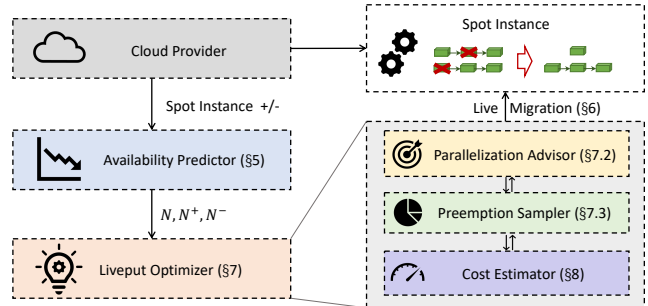 Spot Instance
Cloud Provider
Spot Instance +/-
Live Migration (§6)
Availability Predictor (§5)
Parallelization Advisor (§7.2)
N, N⁺, N⁻
Preemption Sampler (§7.3)
Liveput Optimizer (§7)
Cost Estimator (§8)